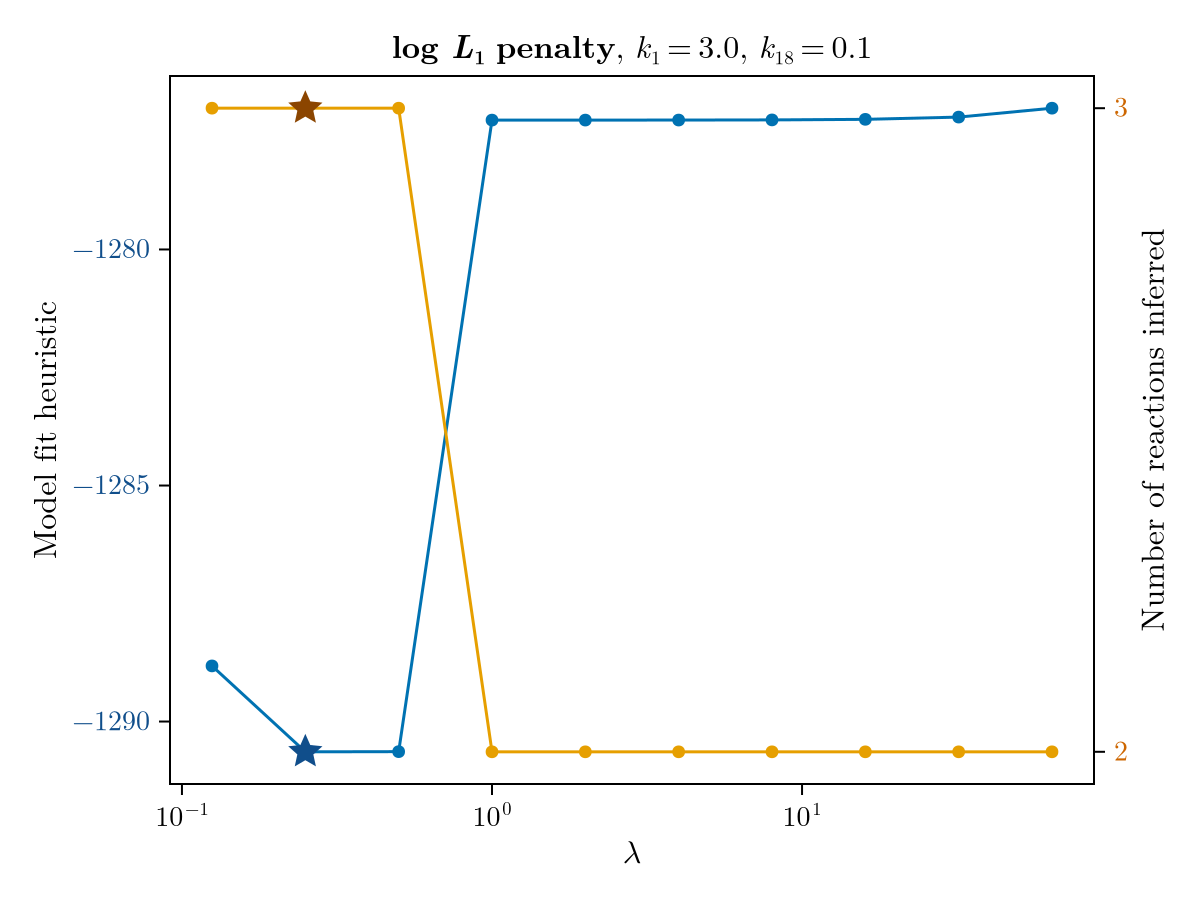 log L₁ penalty, k₁ = 3.0, k₁₈ = 0.1
Model fit heuristic
−1280
−1285
−1290
10⁻¹
10⁰
10¹
λ
3
2
Number of reactions inferred